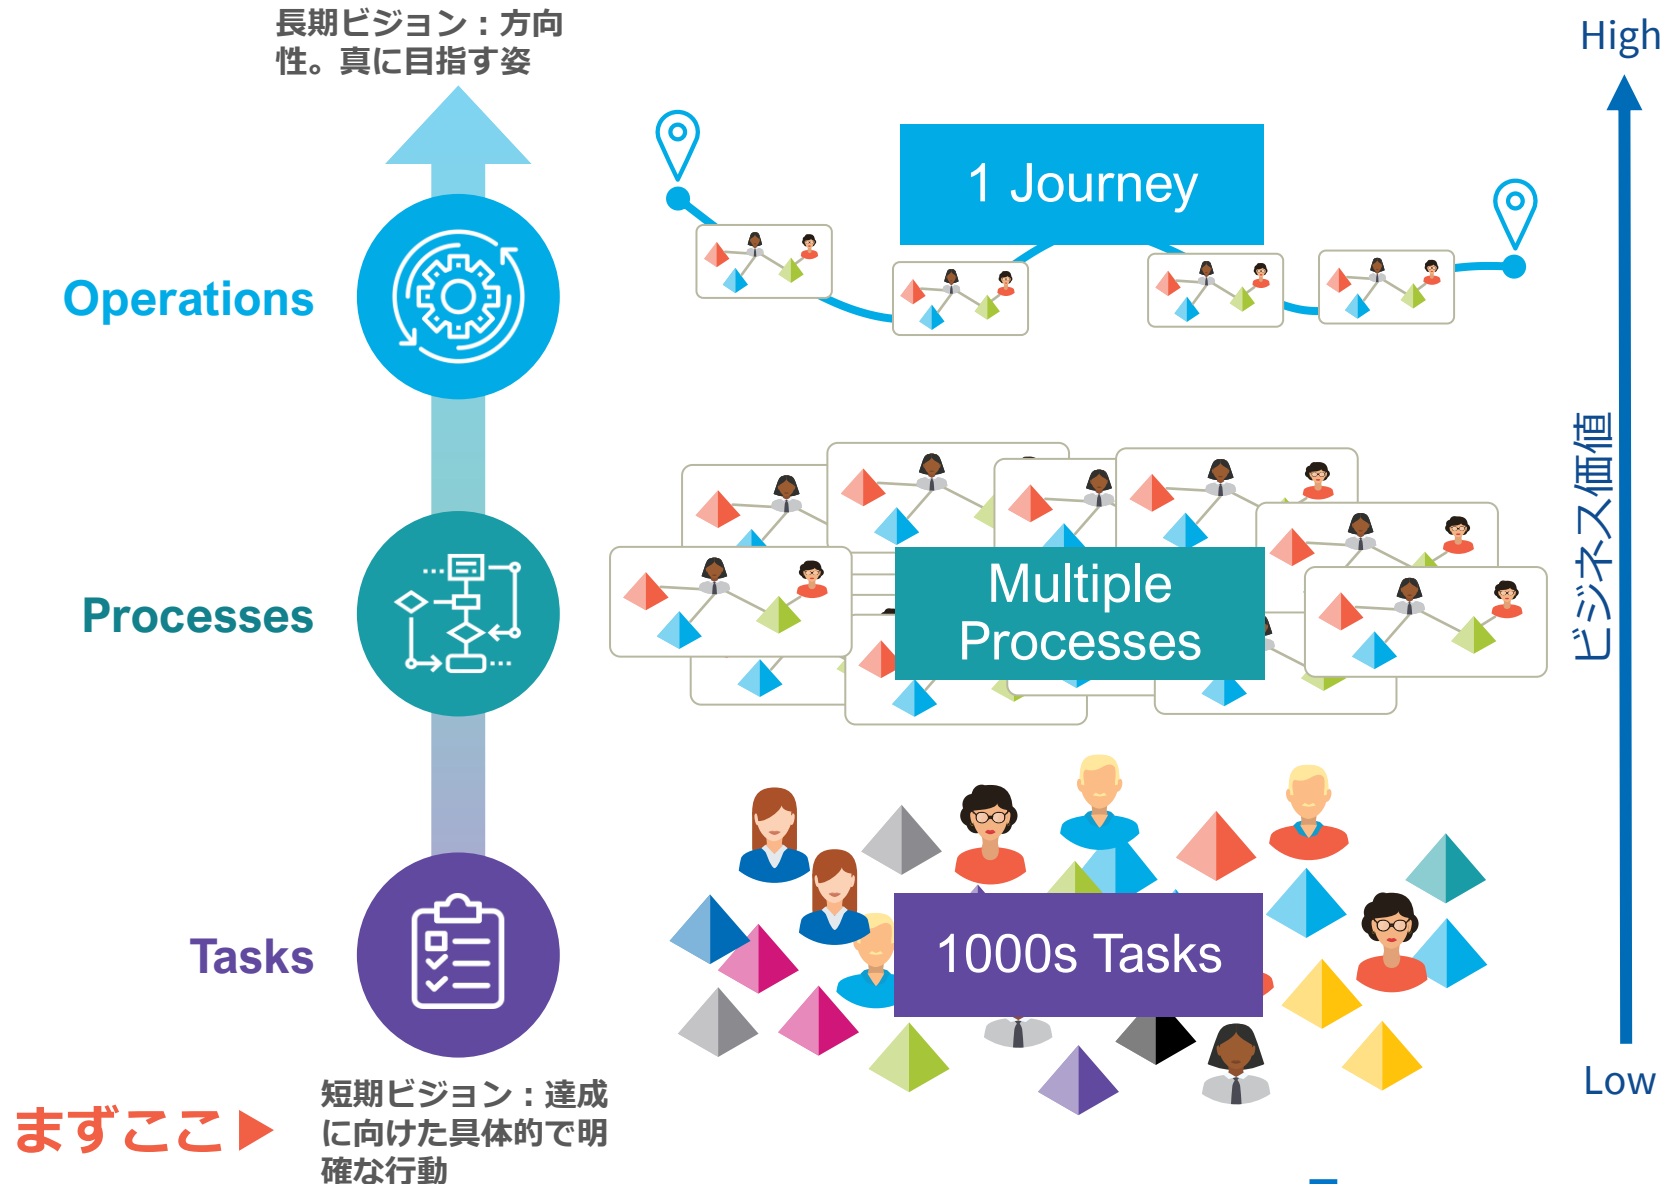 長期ビジョン：方向
性。真に目指す姿
High
1 Journey
Operations
ビジネス価値
Multiple
Processes
Processes
1000s Tasks
Tasks
Low
まずここ▶
短期ビジョン：達成
に向けた具体的で明
確な行動